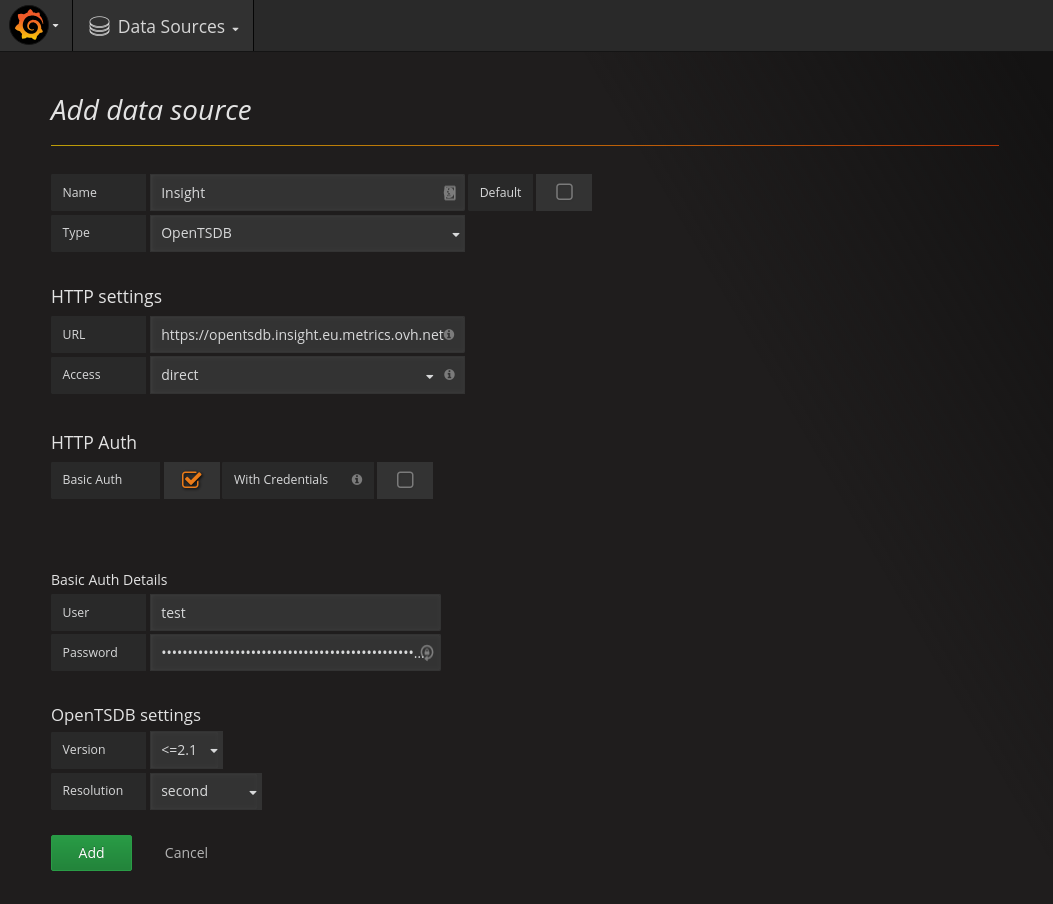 Data Sources
Add data source
Name Insight Default
Type OpenTSDB
HTTP settings
URL https://opentsdb.insight.eu.metrics.ovh.net
Access direct
HTTP Auth
Basic Auth With Credentials
Basic Auth Details
User test
Password ••••••••••••••••••••••••••••••••••••••••••••••••...
OpenTSDB settings
Version <=2.1
Resolution second
Add Cancel